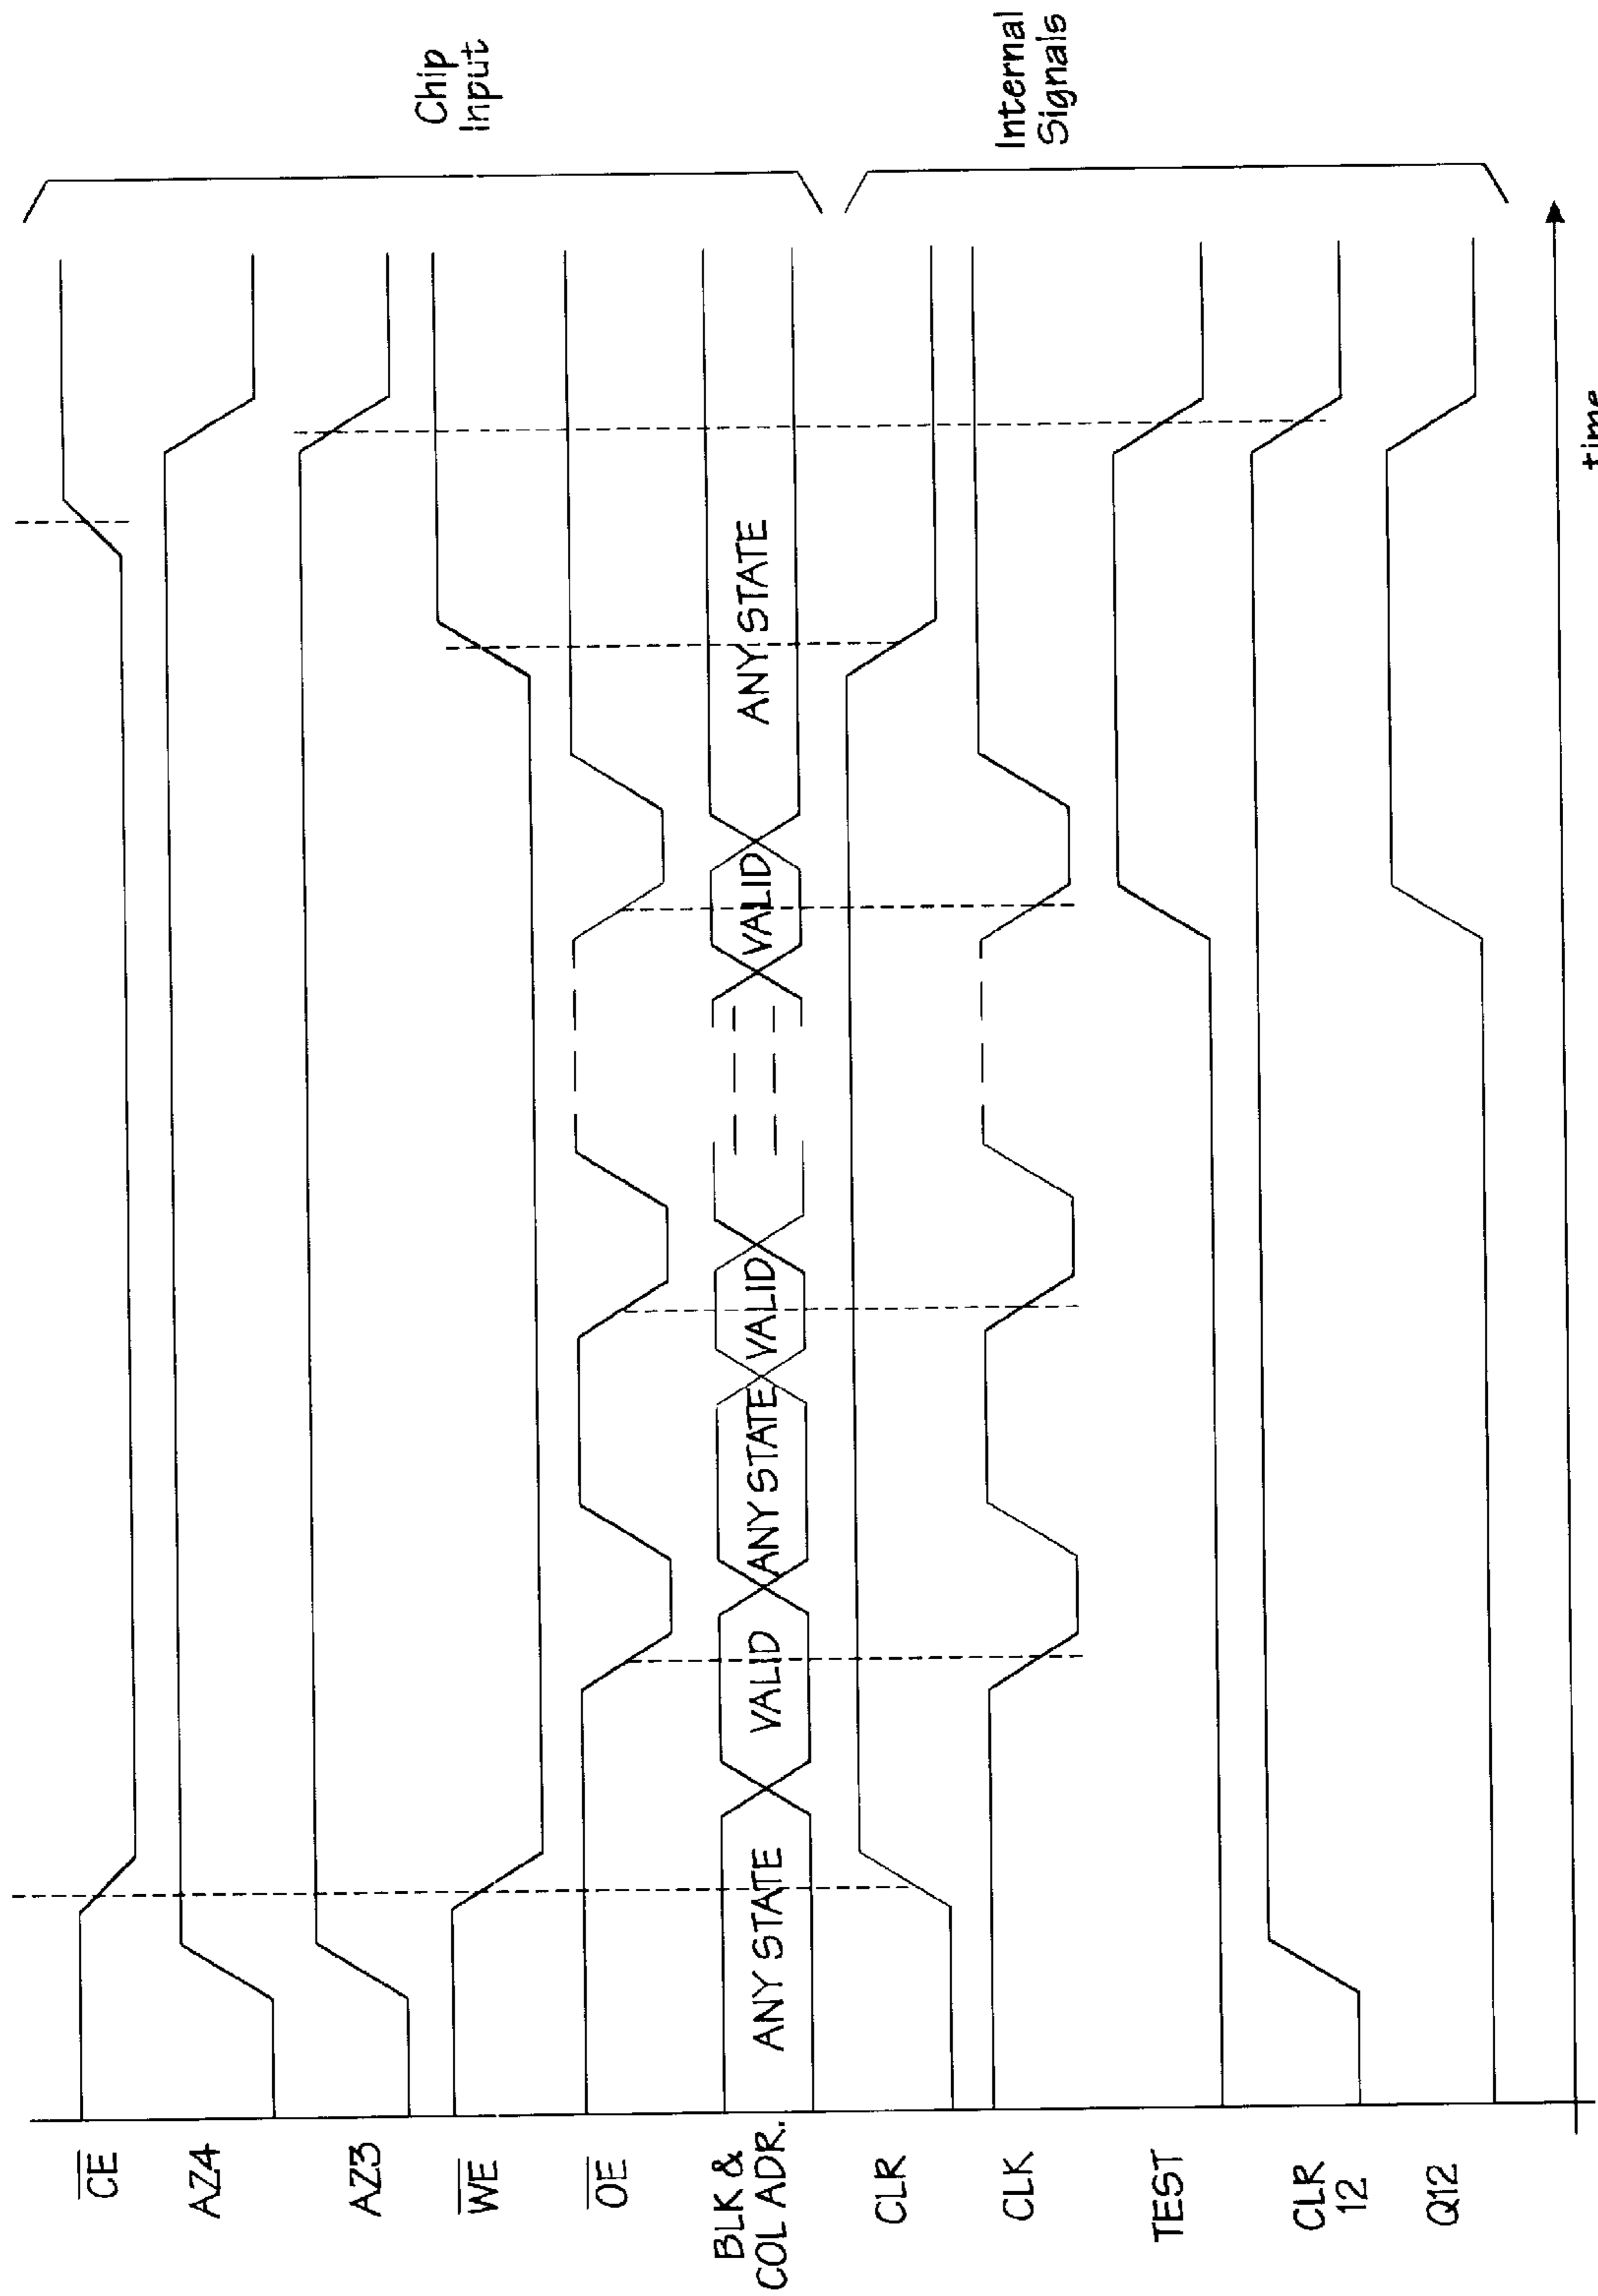 CE
AZ4
AZ3
WE
OE
BLK &
COL ADR.
ANY STATE
VALID
ANY STATE
VALID
VALID
ANY STATE
CLR
CLK
TEST
CLR
12
Q12
Chip
Input
Internal
Signals
time